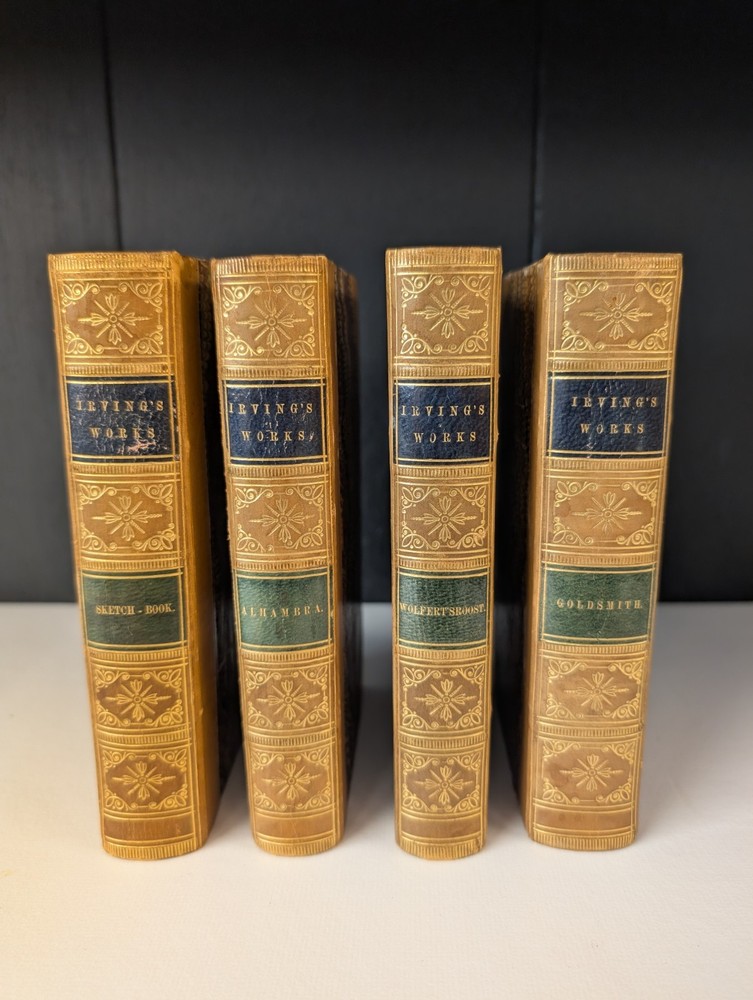 IRVING'S
WORKS
SKETCH - BOOK.
IRVING'S
WORKS
ALHAMBRA.
IRVING'S
WORKS
WOLFERT'SROOST.
IRVING'S
WORKS
GOLDSMITH.